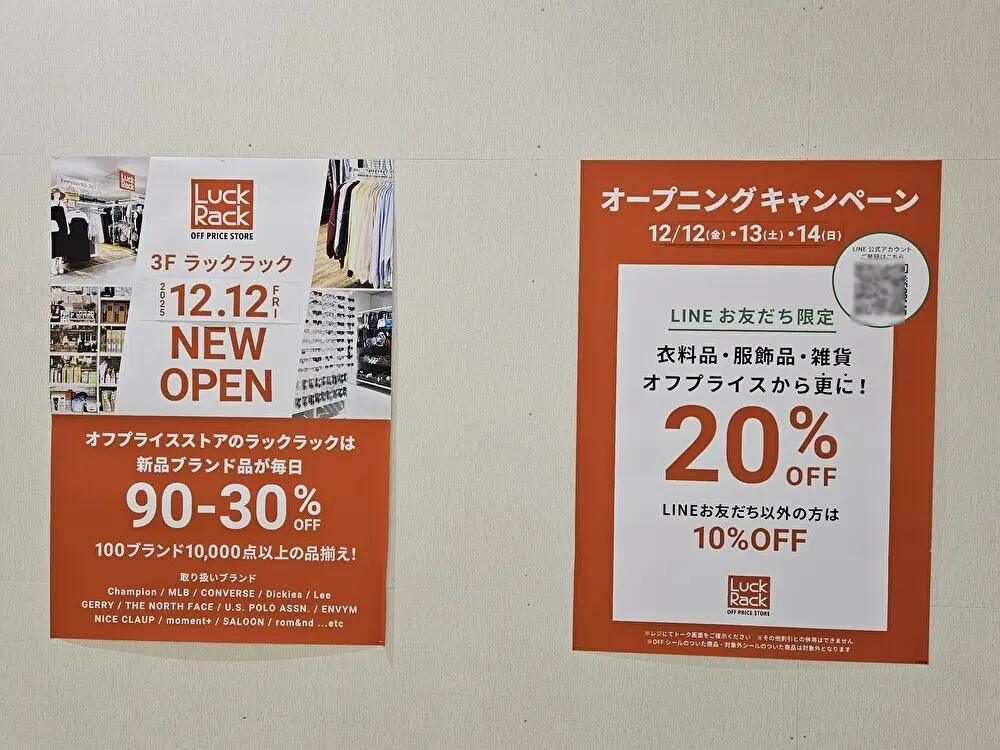 Luck
Rack
OFF PRICE STORE
3F ラックラック
2025 12.12 FRI
NEW
OPEN
オフプライスストアのラックラックは
新品ブランド品が毎日
90-30%
OFF
100ブランド10,000点以上の品揃え!
取り扱いブランド
Champion / MLB / CONVERSE / Dickies / Lee
GERRY / THE NORTH FACE / U.S. POLO ASSN. / ENVYM
NICE CLAUP / moment+ / SALOON / rom&nd ...etc
オープニングキャンペーン
12/12(金)・13(土)・14(日)
LINE 公式アカウント
ご登録はこちら
LINE お友だち限定
衣料品・服飾品・雑貨
オフプライスから更に!
20%
OFF
LINEお友だち以外の方は
10%OFF
Luck
Rack
OFF PRICE STORE
※レジにてトーク画面をご提示ください ※その他割引との併用はできません
※OFF シールのついた商品・対象外シールのついた商品は対象外となります